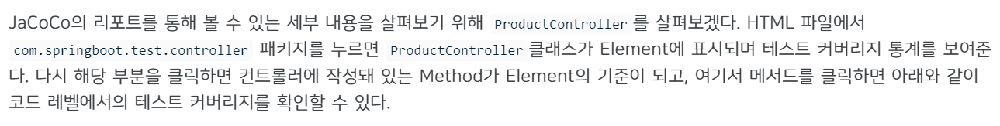 JaCoCo의 리포트를 통해 볼 수 있는 세부 내용을 살펴보기 위해 ProductController 를 살펴보겠다. HTML 파일에서
com.springboot.test.controller 패키지를 누르면 ProductController 클래스가 Element에 표시되며 테스트 커버리지 통계를 보여준
다. 다시 해당 부분을 클릭하면 컨트롤러에 작성돼 있는 Method가 Element의 기준이 되고, 여기서 메서드를 클릭하면 아래와 같이
코드 레벨에서의 테스트 커버리지를 확인할 수 있다.